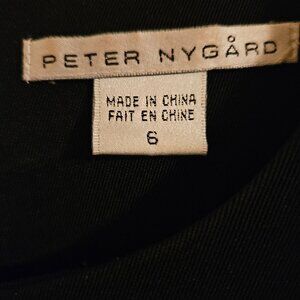 PETER NYGÅRD
MADE IN CHINA
FAIT EN CHINE
6